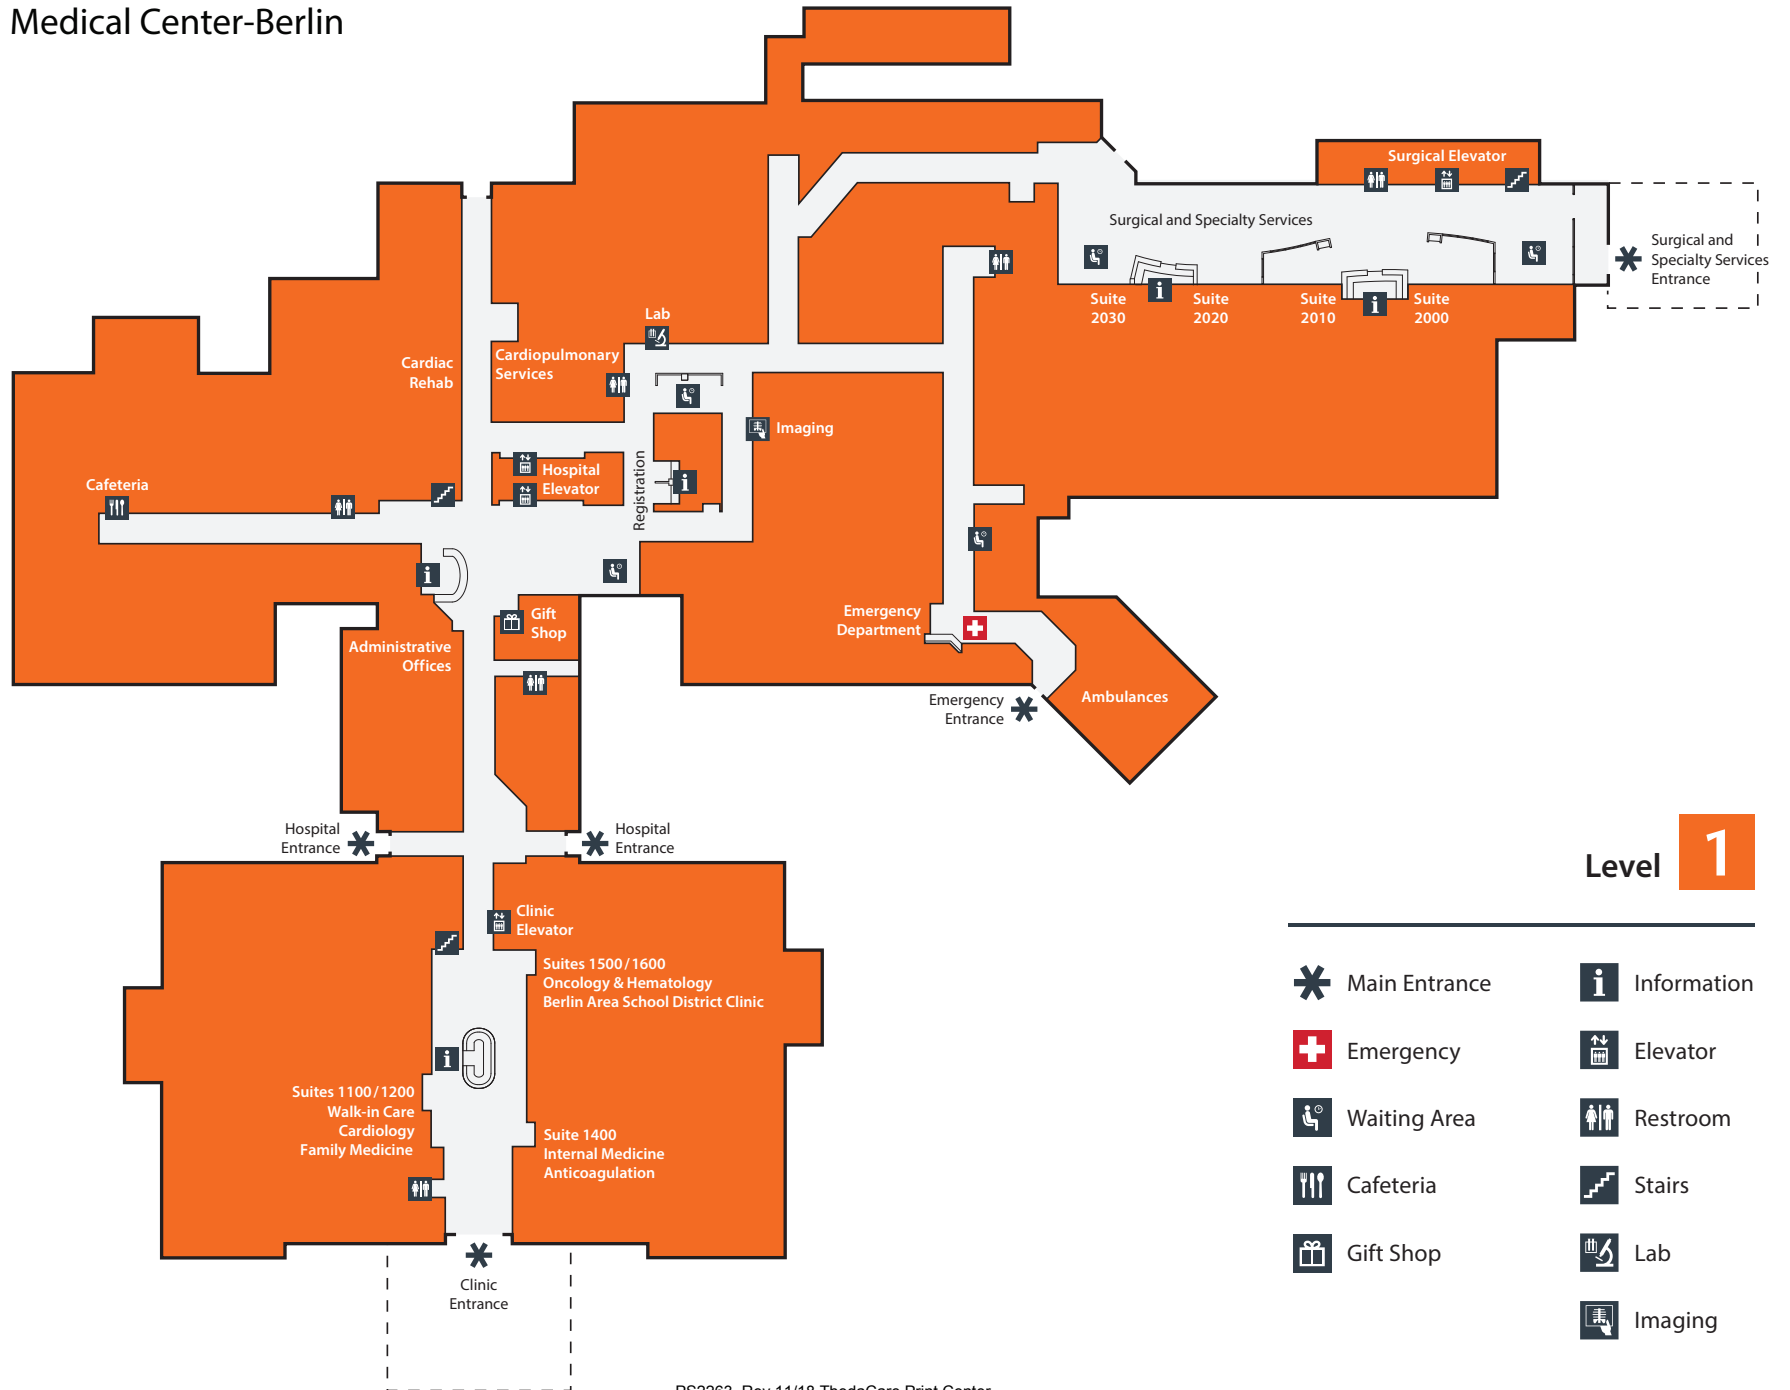 Medical Center-Berlin
Surgical Elevator
Surgical and Specialty Services
Surgical and
Specialty Services
Entrance
Suite
2030
Suite
2020
Suite
2010
Suite
2000
Lab
Cardiopulmonary
Services
Cardiac
Rehab
Imaging
Hospital
Elevator
Registration
Cafeteria
Gift
Shop
Emergency
Department
Administrative
Offices
Emergency
Entrance
Ambulances
Hospital
Entrance
Hospital
Entrance
Clinic
Elevator
Suites 1500/1600
Oncology & Hematology
Berlin Area School District Clinic
Suites 1100/1200
Walk-in Care
Cardiology
Family Medicine
Suite 1400
Internal Medicine
Anticoagulation
Clinic
Entrance
Level 1
Main Entrance
Information
Emergency
Elevator
Waiting Area
Restroom
Cafeteria
Stairs
Gift Shop
Lab
Imaging